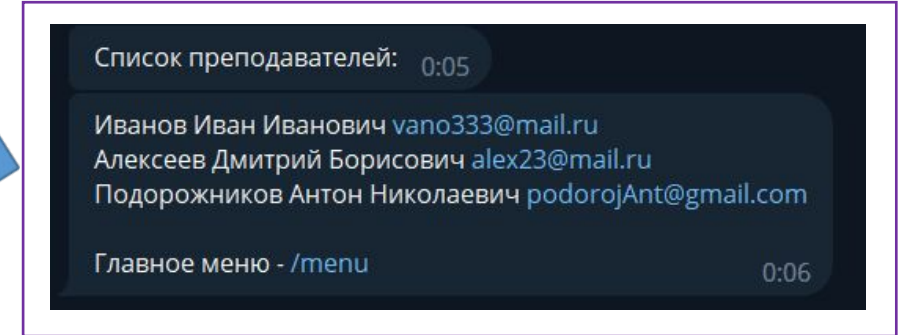 Список преподавателей: 0:05
Иванов Иван Иванович vano333@mail.ru
Алексеев Дмитрий Борисович alex23@mail.ru
Подорожников Антон Николаевич podorojAnt@gmail.com
Главное меню - /menu 0:06